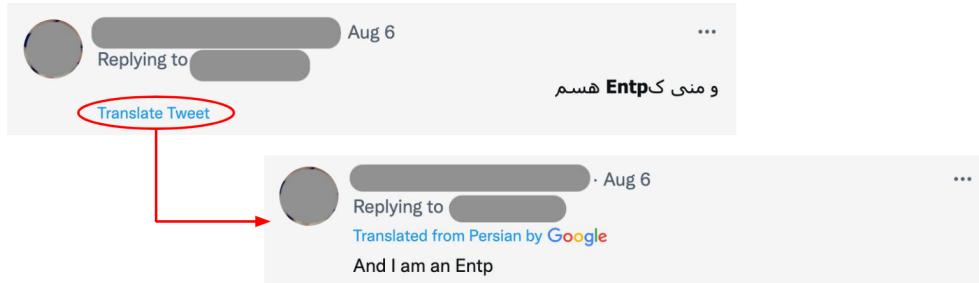 Aug 6
...
Replying to
و منی کEntp هسم
Translate Tweet
· Aug 6
...
Replying to
Translated from Persian by Google
And I am an Entp